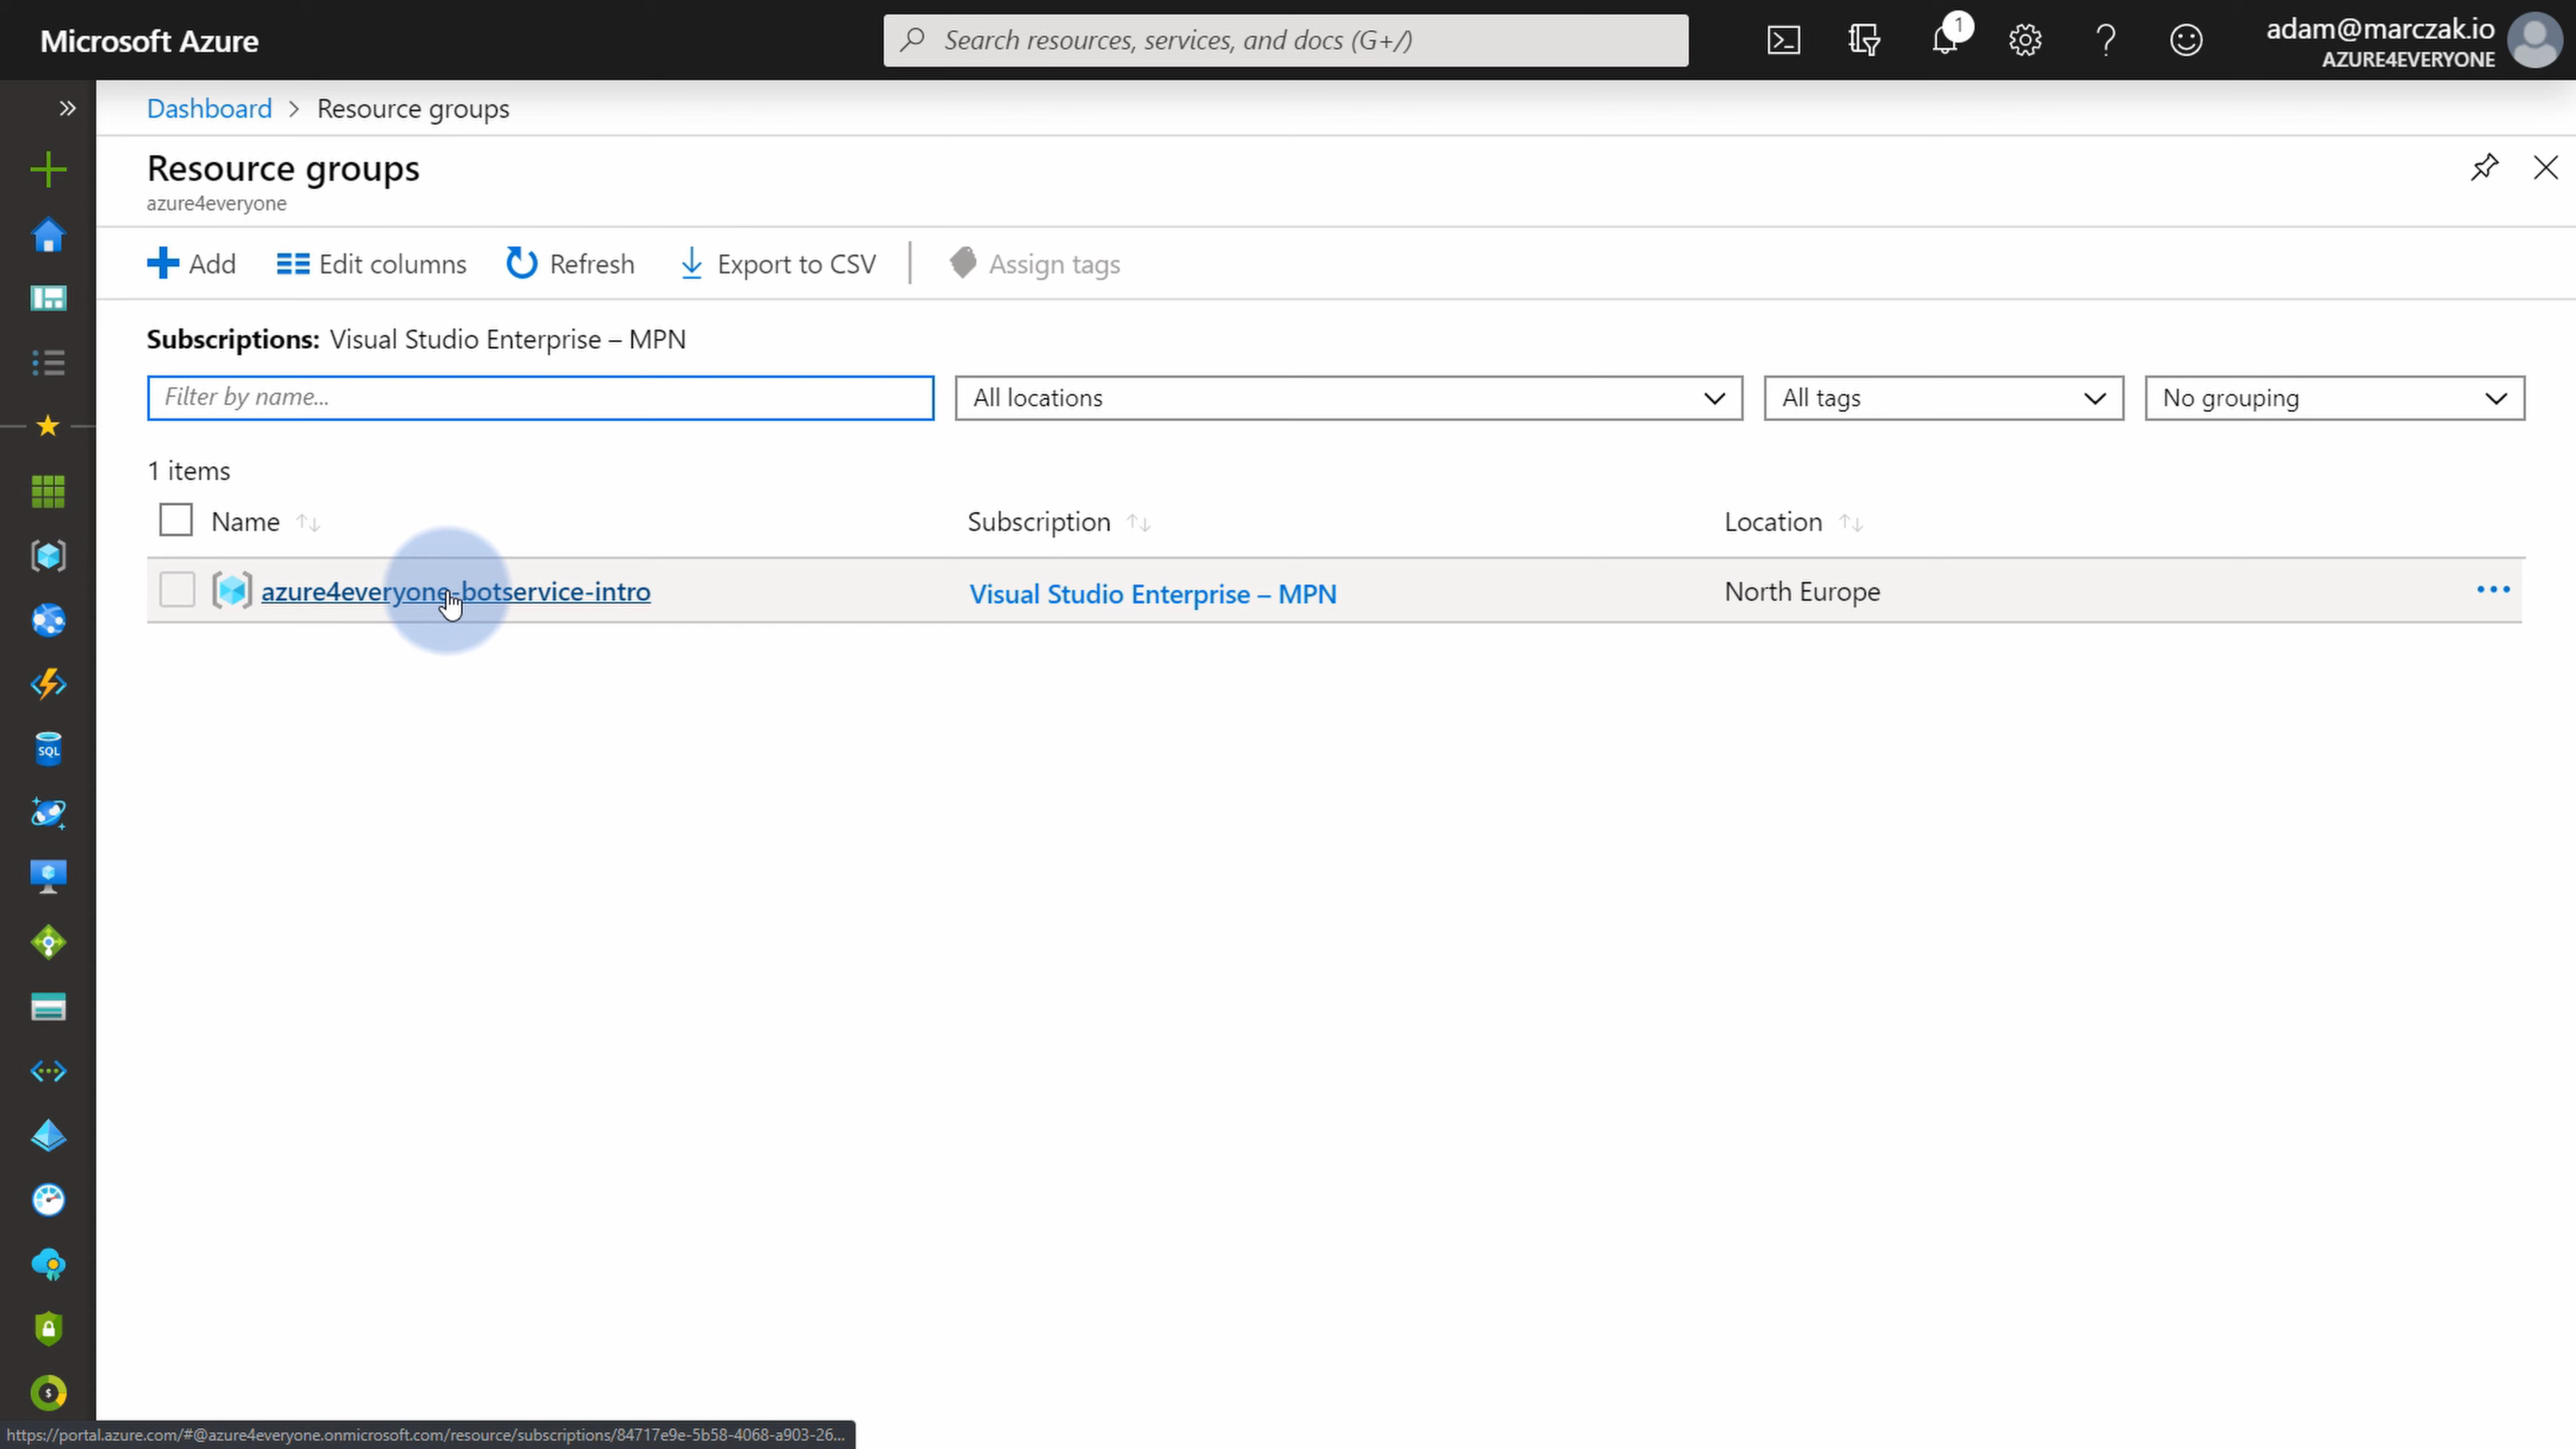 Microsoft Azure
Search resources, services, and docs (G+/)
1
adam@marczak.io
AZURE4EVERYONE
Dashboard > Resource groups
Resource groups
azure4everyone
Add
Edit columns
Refresh
Export to CSV
Assign tags
Subscriptions: Visual Studio Enterprise – MPN
Filter by name...
All locations
All tags
No grouping
1 items
Name
Subscription
Location
azure4everyone-botservice-intro
Visual Studio Enterprise – MPN
North Europe
SQL
$
https://portal.azure.com/#@azure4everyone.onmicrosoft.com/resource/subscriptions/84717e9e-5b58-4068-a903-26...